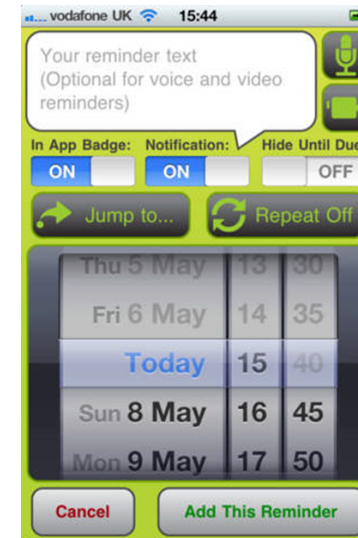 vodafone UK 15:44
Your reminder text
(Optional for voice and video
reminders)
In App Badge: Notification: Hide Until Due
ON ON OFF
Jump to... Repeat Off
Thu 5 May 13 30
Fri 6 May 14 35
Today 15 40
Sun 8 May 16 45
Mon 9 May 17 50
Cancel Add This Reminder